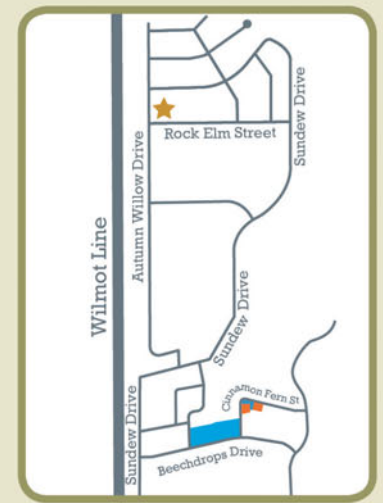 Rock Elm Street
Sundew Drive
Autumn Willow Drive
Wilmot Line
Sundew Drive
Cinnamon Fern St
Sundew Drive
Beechdrops Drive